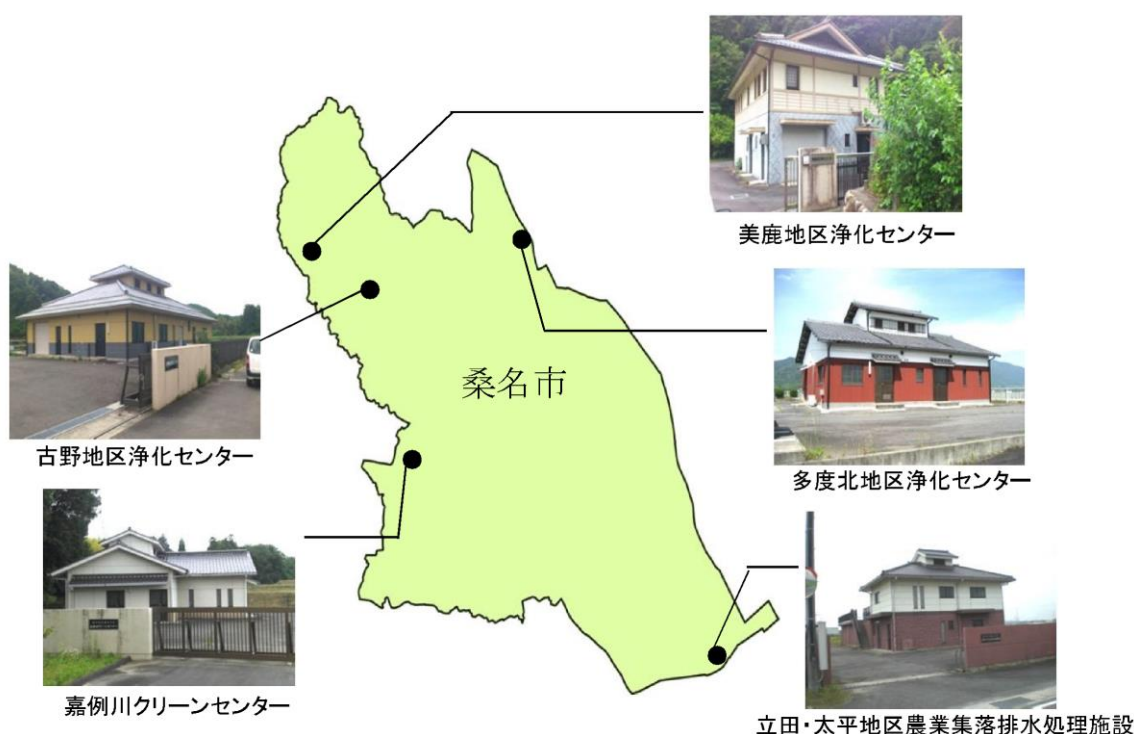 美鹿地区浄化センター
桑名市
古野地区浄化センター
多度北地区浄化センター
嘉例川クリーンセンター
立田・太平地区農業集落排水処理施設